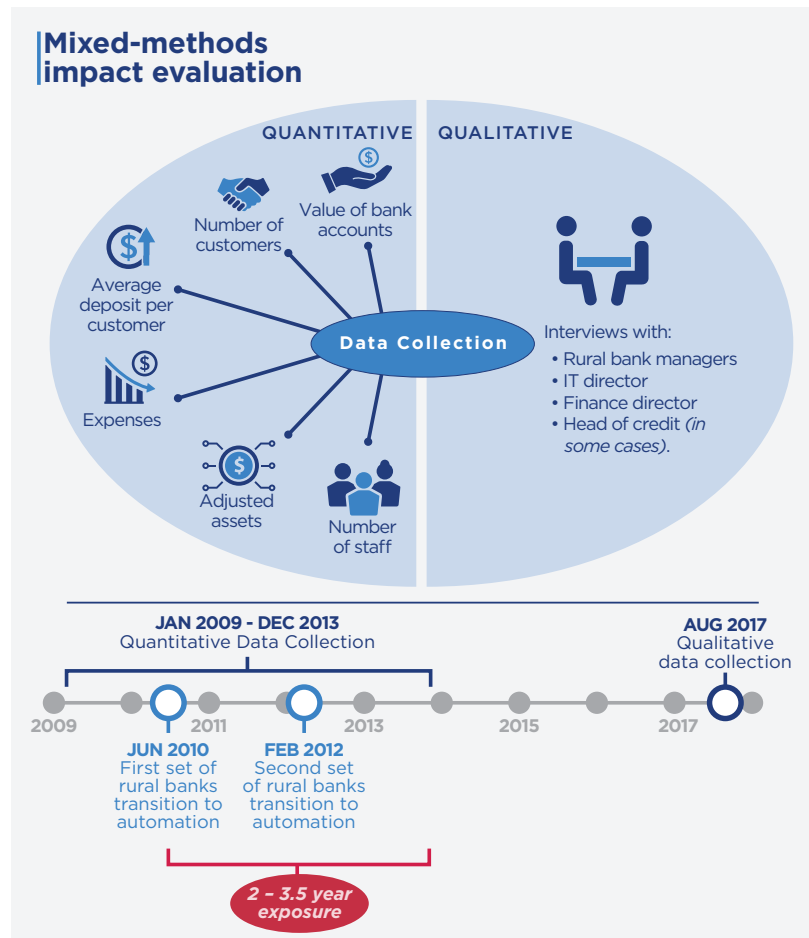 Mixed-methods
impact evaluation
QUANTITATIVE
QUALITATIVE
$
Value of bank
accounts
Number of
customers
$
Average
deposit per
customer
$
Expenses
$
Adjusted
assets
Number
of staff
Data Collection
Interviews with:
• Rural bank managers
• IT director
• Finance director
• Head of credit (in
some cases).
JAN 2009 - DEC 2013
Quantitative Data Collection
AUG 2017
Qualitative
data collection
2009
2011
2013
2015
2017
JUN 2010
First set of
rural banks
transition to
automation
FEB 2012
Second set
of rural banks
transition to
automation
2 – 3.5 year
exposure